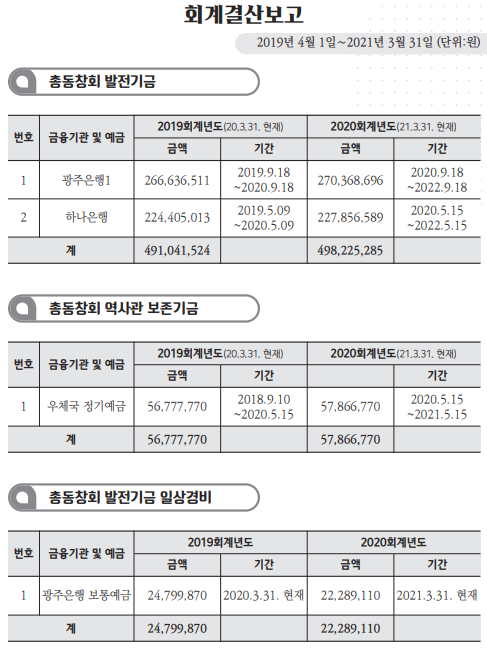 회계결산보고
2019년 4월 1일~2021년 3월 31일 (단위:원)
총동창회 발전기금
번호 금융기관 및 예금 2019회계년도(20.3.31. 현재) 2020회계년도(21.3.31. 현재)
금액 기간 금액 기간
1 광주은행1 266,636,511 2019.9.18 ~2020.9.18 270,368,696 2020.9.18 ~2022.9.18
2 하나은행 224,405,013 2019.5.09 ~2020.5.09 227,856,589 2020.5.15 ~2022.5.15
계 491,041,524 498,225,285
총동창회 역사관 보존기금
번호 금융기관 및 예금 2019회계년도(20.3.31. 현재) 2020회계년도(21.3.31. 현재)
금액 기간 금액 기간
1 우체국 정기예금 56,777,770 2018.9.10 ~2020.5.15 57,866,770 2020.5.15 ~2021.5.15
계 56,777,770 57,866,770
총동창회 발전기금 일상경비
번호 금융기관 및 예금 2019회계년도 2020회계년도
금액 기간 금액 기간
1 광주은행 보통예금 24,799,870 2020.3.31. 현재 22,289,110 2021.3.31. 현재
계 24,799,870 22,289,110